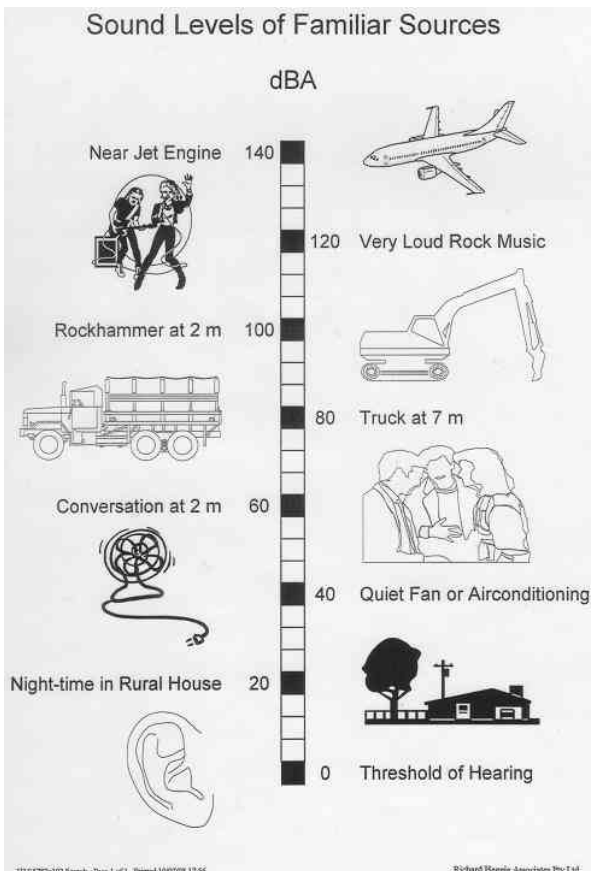 Sound Levels of Familiar Sources
dBA
Near Jet Engine 140
120 Very Loud Rock Music
Rockhammer at 2 m 100
80 Truck at 7 m
Conversation at 2 m 60
40 Quiet Fan or Airconditioning
Night-time in Rural House 20
0 Threshold of Hearing
Richard Heggie Associates Pty Ltd